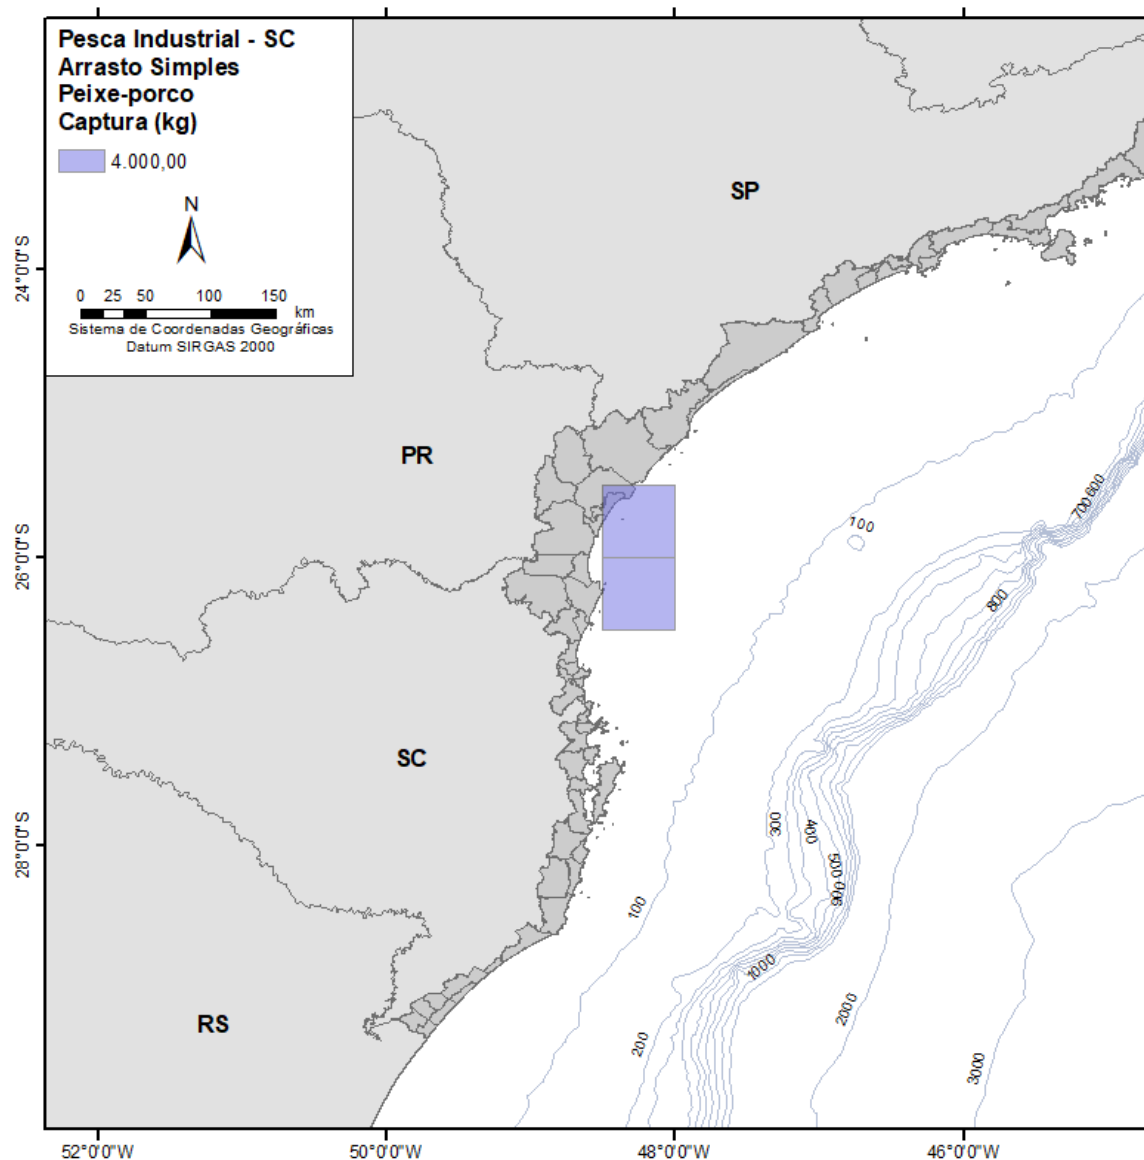 Pesca Industrial - SC
Arrasto Simples
Peixe-porco
Captura (kg)
4.000,00
N
0 25 50 100 150
km
Sistema de Coordenadas Geográficas
Datum SIRGAS 2000
SP
PR
SC
RS
24°0'0"S
26°0'0"S
28°0'0"S
100
700 600
800
300
400
500
600
100
1000
200
2000
3000
52°0'0"W
50°0'0"W
48°0'0"W
46°0'0"W